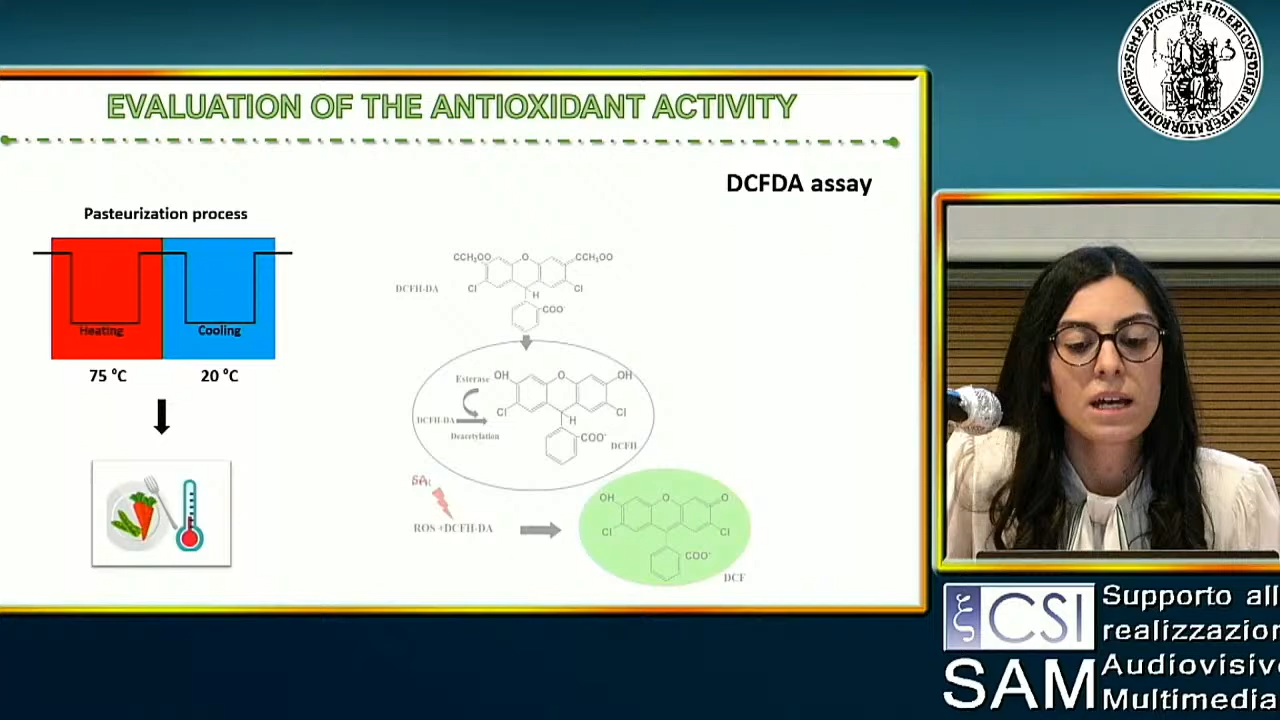 EVALUATION OF THE ANTIOXIDANT ACTIVITY
DCFDA assay
Pasteurization process
Heating
Cooling
75 °C
20 °C
CCH₃OO
O
CCH₃OO
Cl
Cl
H
DCFH-DA
COO⁻
Esterase
OH
O
OH
DCFH-DA
Cl
Cl
H
Deacetylation
COO⁻
DCFH
ROS +DCFH-DA
OH
O
O
Cl
Cl
COO⁻
DCF
ξ CSI
SAM
Supporto all
realizzazion
Audiovisive
Multimedia